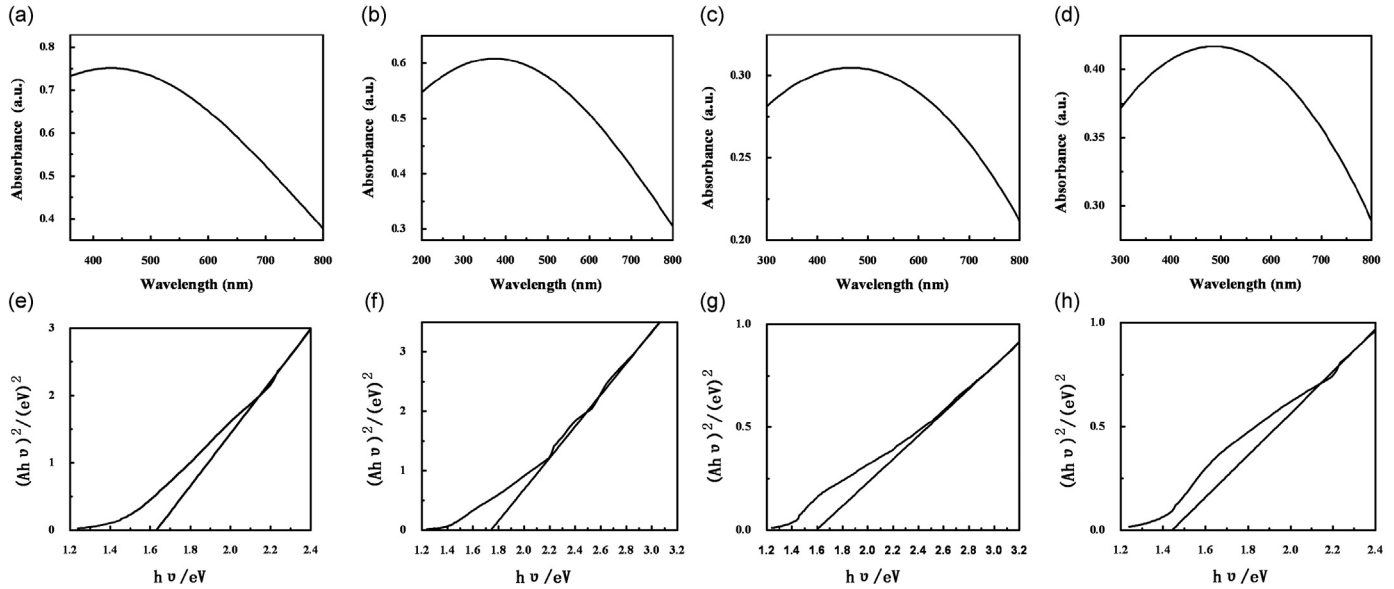 (a)
0.8
0.7
0.6
0.5
0.4
Absorbance (a.u.)
400 500 600 700 800
Wavelength (nm)
(b)
0.6
0.5
0.4
0.3
Absorbance (a.u.)
200 300 400 500 600 700 800
Wavelength (nm)
(c)
0.30
0.25
0.20
Absorbance (a.u.)
300 400 500 600 700 800
Wavelength (nm)
(d)
0.40
0.35
0.30
Absorbance (a.u.)
300 400 500 600 700 800
Wavelength (nm)
(e)
3
2
1
0
(Ahυ)²/(eV)²
1.2 1.4 1.6 1.8 2.0 2.2 2.4
hυ/eV
(f)
3
2
1
0
(Ahυ)²/(eV)²
1.2 1.4 1.6 1.8 2.0 2.2 2.4 2.6 2.8 3.0 3.2
hυ/eV
(g)
1.0
0.5
0.0
(Ahυ)²/(eV)²
1.2 1.4 1.6 1.8 2.0 2.2 2.4 2.6 2.8 3.0 3.2
hυ/eV
(h)
1.0
0.5
0.0
(Ahυ)²/(eV)²
1.2 1.4 1.6 1.8 2.0 2.2 2.4
hυ/eV